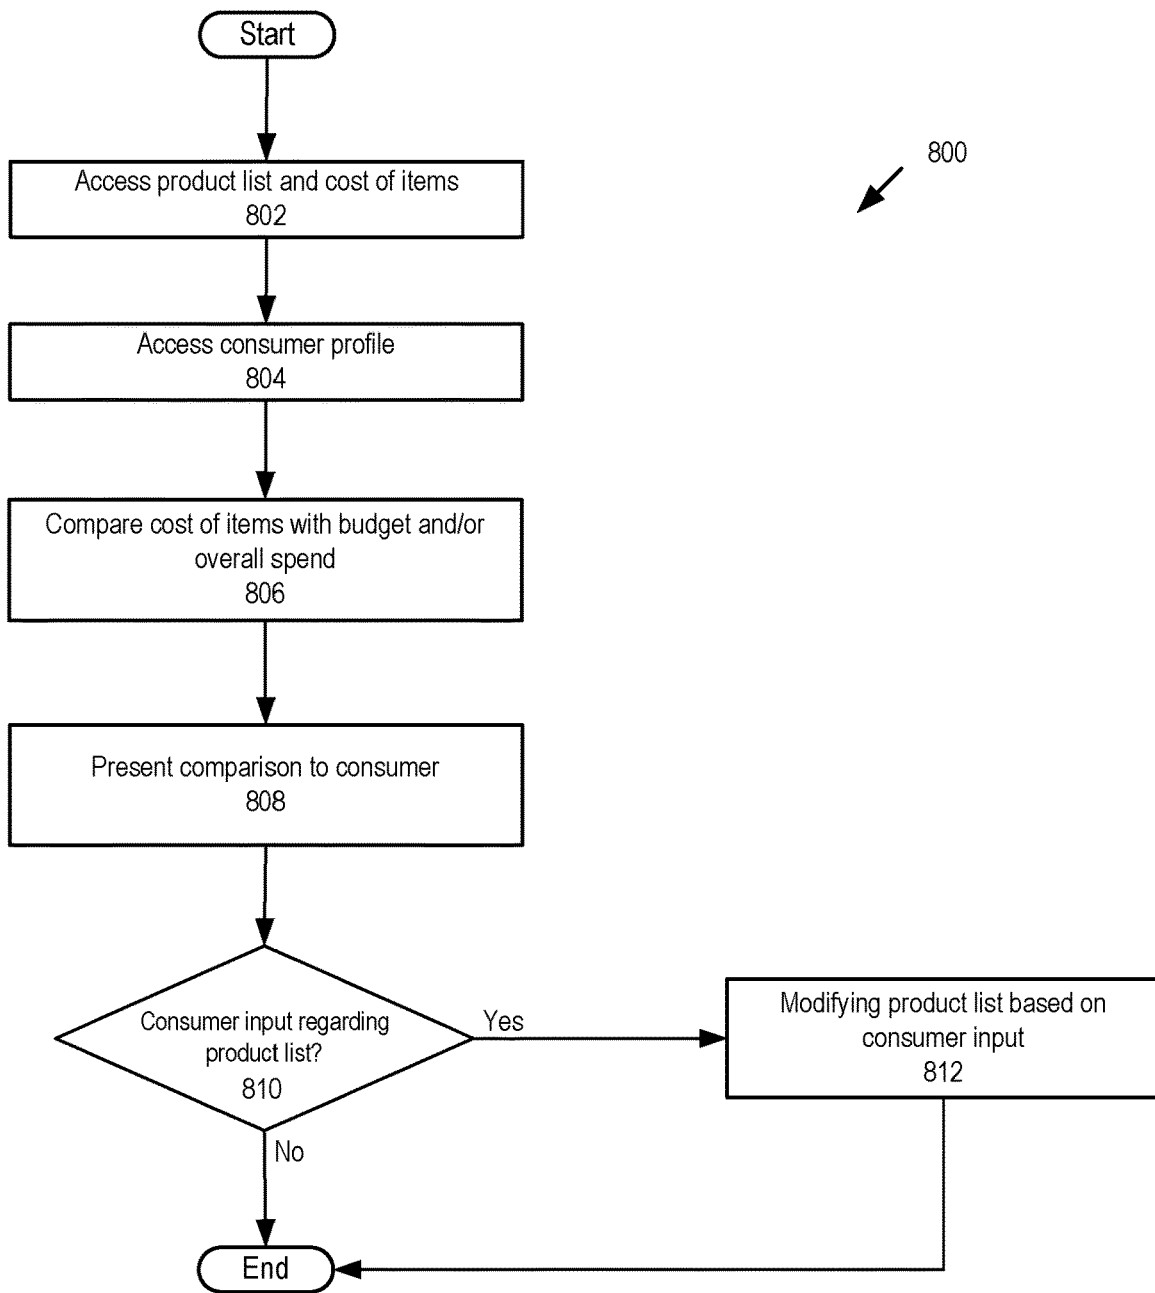 Start
800
Access product list and cost of items
802
Access consumer profile
804
Compare cost of items with budget and/or
overall spend
806
Present comparison to consumer
808
Consumer input regarding
product list?
810
Yes
No
Modifying product list based on
consumer input
812
End